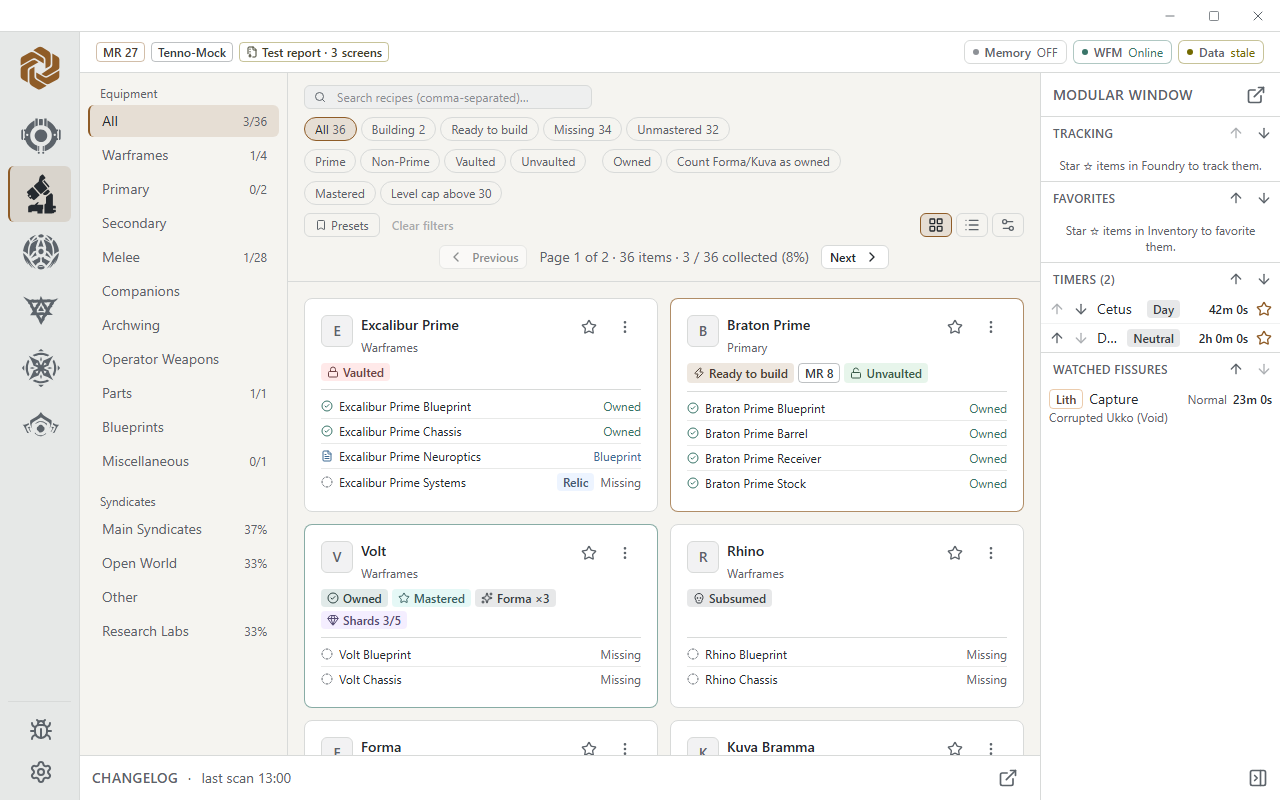 MR 27
Tenno-Mock
Test report · 3 screens
Memory OFF
WFM Online
Data stale
Equipment
All 3/36
Warframes 1/4
Primary 0/2
Secondary
Melee 1/28
Companions
Archwing
Operator Weapons
Parts 1/1
Blueprints
Miscellaneous 0/1
Syndicates
Main Syndicates 37%
Open World 33%
Other
Research Labs 33%
Search recipes (comma-separated)...
All 36 Building 2 Ready to build Missing 34 Unmastered 32
Prime Non-Prime Vaulted Unvaulted Owned Count Forma/Kuva as owned
Mastered Level cap above 30
Presets Clear filters
Previous Page 1 of 2 · 36 items · 3 / 36 collected (8%) Next
E Excalibur Prime
Warframes
Vaulted
Excalibur Prime Blueprint Owned
Excalibur Prime Chassis Owned
Excalibur Prime Neuroptics Blueprint
Excalibur Prime Systems Relic Missing
B Braton Prime
Primary
Ready to build MR 8 Unvaulted
Braton Prime Blueprint Owned
Braton Prime Barrel Owned
Braton Prime Receiver Owned
Braton Prime Stock Owned
V Volt
Warframes
Owned Mastered Forma ×3
Shards 3/5
Volt Blueprint Missing
Volt Chassis Missing
R Rhino
Warframes
Subsumed
Rhino Blueprint Missing
Rhino Chassis Missing
F Forma
K Kuva Bramma
MODULAR WINDOW
TRACKING
Star ☆ items in Foundry to track them.
FAVORITES
Star ☆ items in Inventory to favorite
them.
TIMERS (2)
Cetus Day 42m 0s
D... Neutral 2h 0m 0s
WATCHED FISSURES
Lith Capture Normal 23m 0s
Corrupted Ukko (Void)
CHANGELOG · last scan 13:00